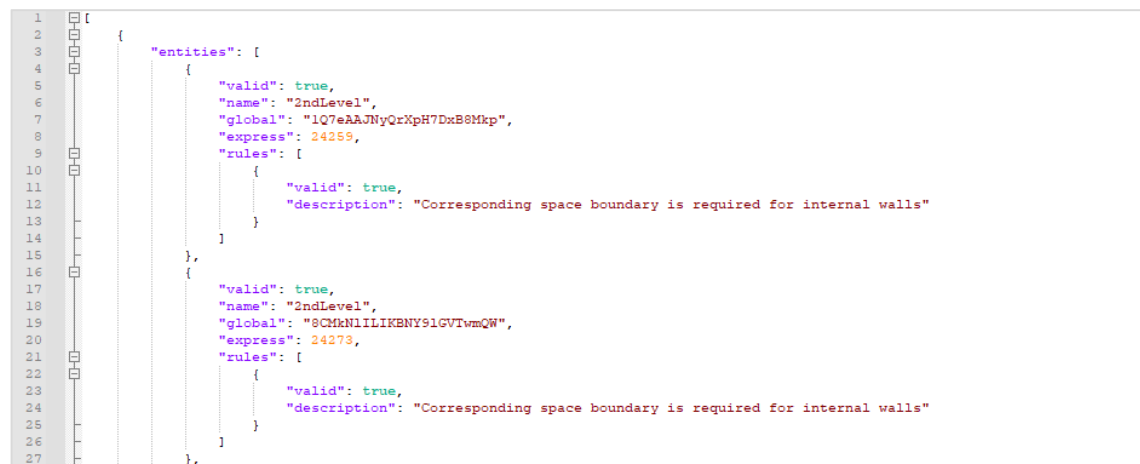 1 [
2 {
3 "entities": [
4 {
5 "valid": true,
6 "name": "2ndLevel",
7 "global": "1Q7eAAJNyQrXpH7DxB8Mkp",
8 "express": 24259,
9 "rules": [
10 {
11 "valid": true,
12 "description": "Corresponding space boundary is required for internal walls"
13 }
14 ]
15 },
16 {
17 "valid": true,
18 "name": "2ndLevel",
19 "global": "8CMkNlILIKBNY9lGVTwmQW",
20 "express": 24273,
21 "rules": [
22 {
23 "valid": true,
24 "description": "Corresponding space boundary is required for internal walls"
25 }
26 ]
27 },